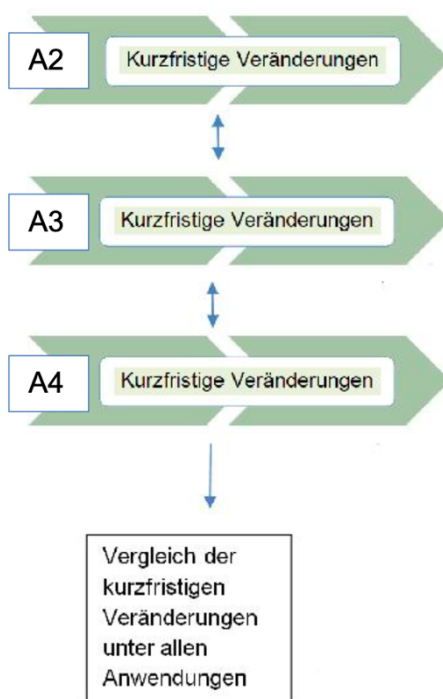 A2 Kurzfristige Veränderungen
A3 Kurzfristige Veränderungen
A4 Kurzfristige Veränderungen
Vergleich der
kurzfristigen
Veränderungen
unter allen
Anwendungen